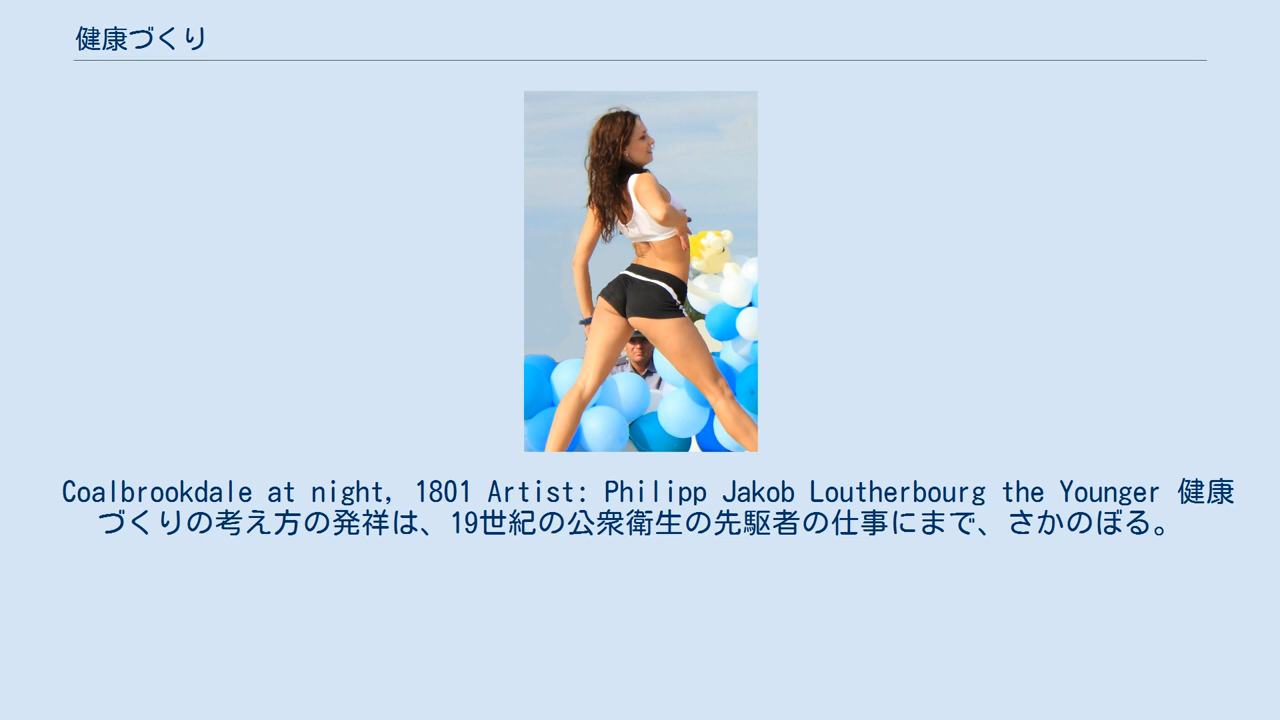 健康づくり
Coalbrookdale at night, 1801 Artist: Philipp Jakob Loutherbourg the Younger 健康
づくりの考え方の発祥は、19世紀の公衆衛生の先駆者の仕事にまで、さかのぼる。